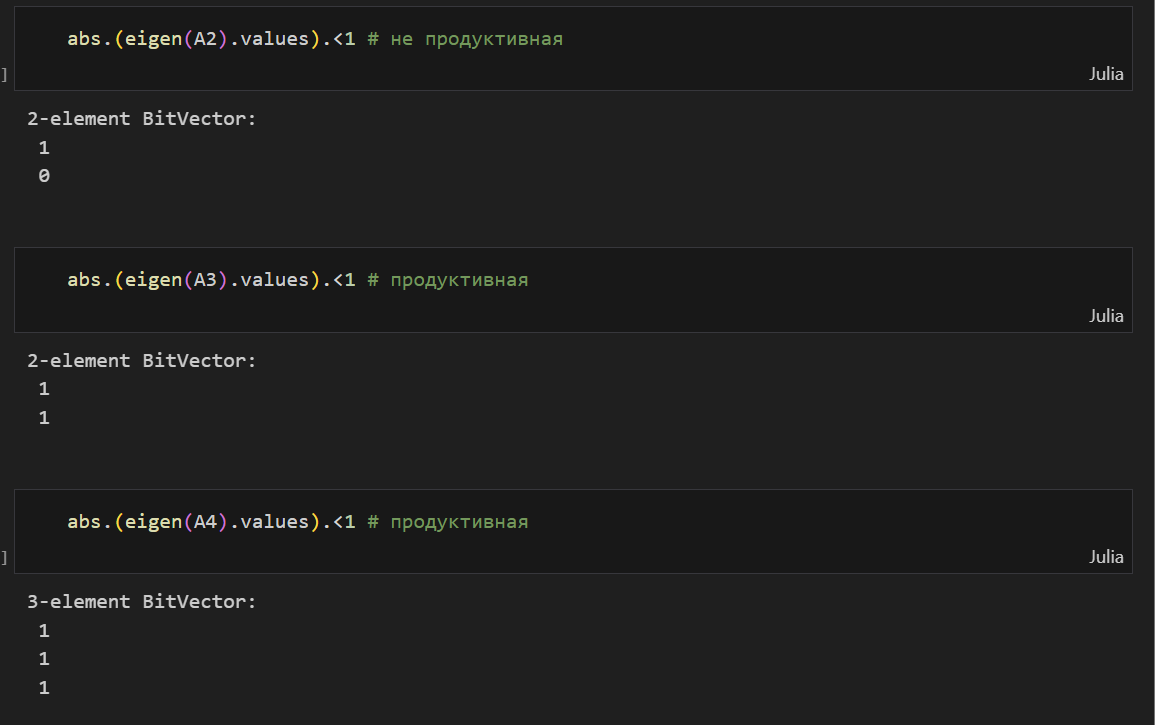 abs.(eigen(A2).values).<1 # не продуктивная
]
Julia
2-element BitVector:
1
0
abs.(eigen(A3).values).<1 # продуктивная
Julia
2-element BitVector:
1
1
abs.(eigen(A4).values).<1 # продуктивная
]
Julia
3-element BitVector:
1
1
1